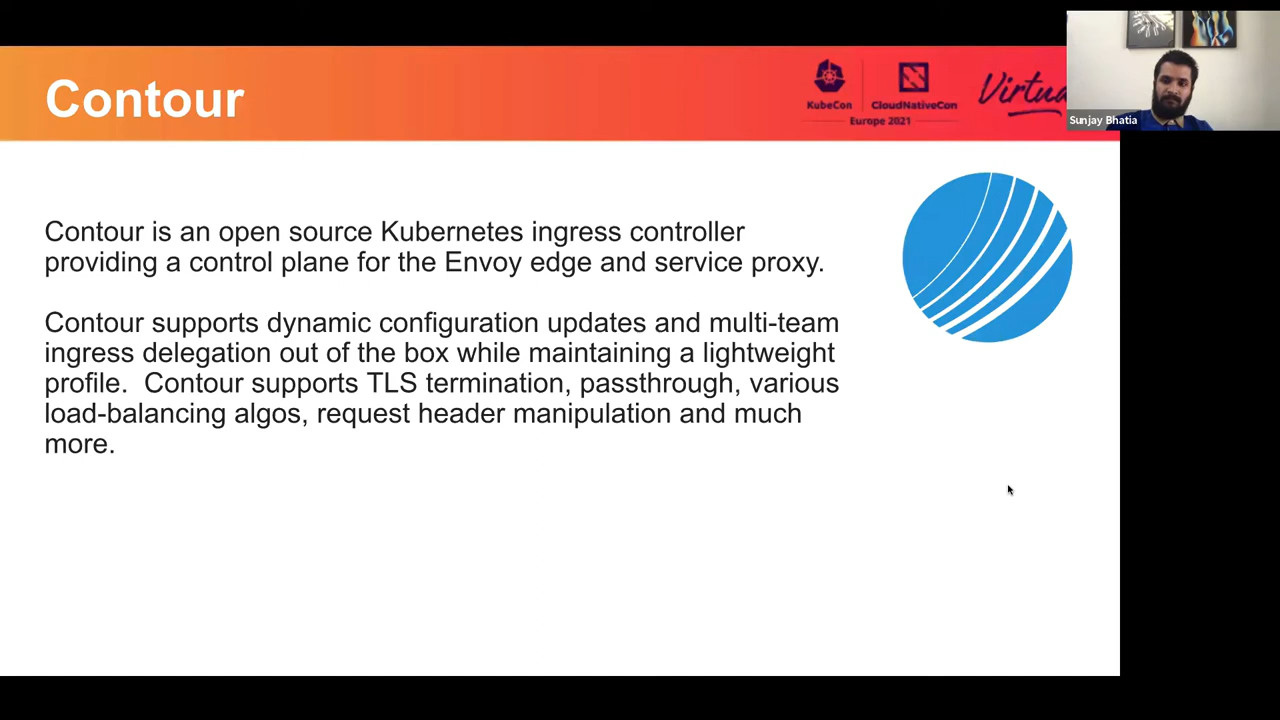 Contour
KubeCon
CloudNativeCon
Europe 2021
Sunjay Bhatia
Contour is an open source Kubernetes ingress controller
providing a control plane for the Envoy edge and service proxy.
Contour supports dynamic configuration updates and multi-team
ingress delegation out of the box while maintaining a lightweight
profile.  Contour supports TLS termination, passthrough, various
load-balancing algos, request header manipulation and much
more.